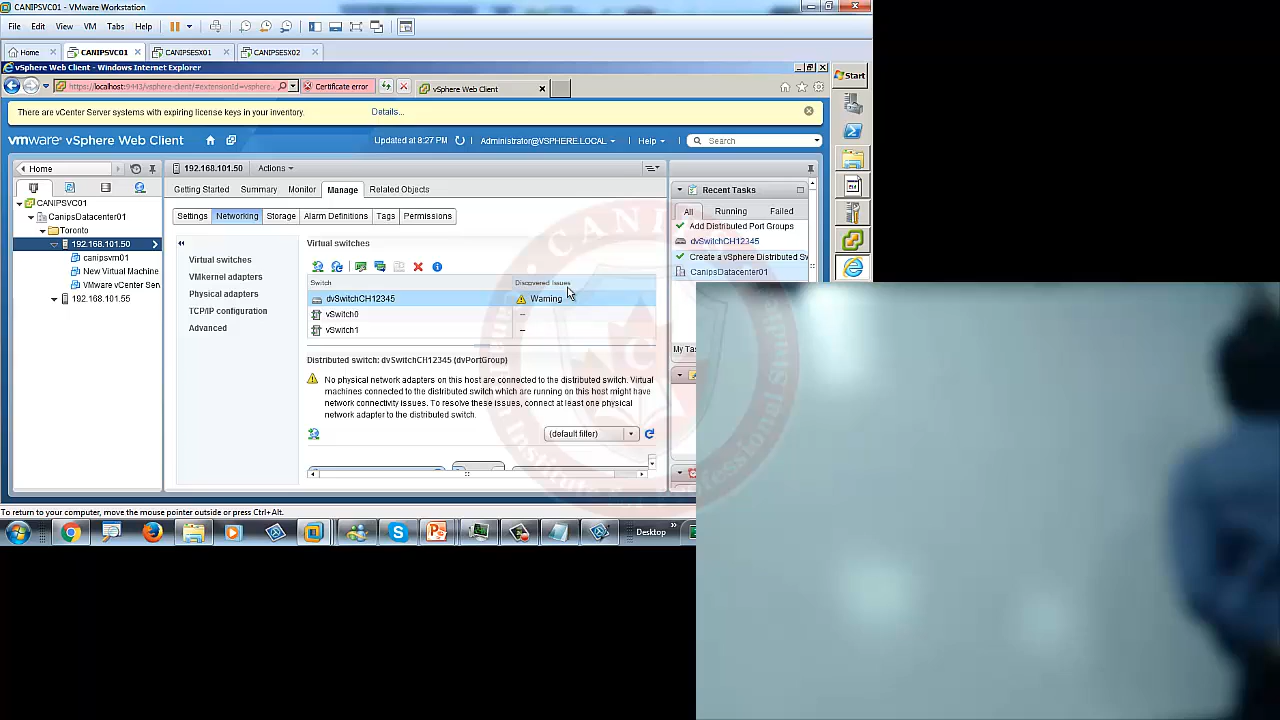 CANIPSVC01 - VMware Workstation
File Edit View VM Tabs Help
Home CANIPSVC01 CANIPSESX01 CANIPSESX02
vSphere Web Client - Windows Internet Explorer
https://localhost:9443/vsphere-client/#extensionId=vsphere... Certificate error vSphere Web Client
Start
There are vCenter Server systems with expiring license keys in your inventory. Details...
vmware® vSphere Web Client Updated at 8:27 PM Administrator@VSPHERE.LOCAL Help Search
Home 192.168.101.50 Actions
Getting Started Summary Monitor Manage Related Objects
Recent Tasks
All Running Failed
Add Distributed Port Groups
dvSwitchCH12345
Create a vSphere Distributed Sw
CanipsDatacenter01
My Tas
CANIPSVC01
CanipsDatacenter01
Toronto
192.168.101.50
canipsvm01
New Virtual Machine
VMware vCenter Ser
192.168.101.55
Settings Networking Storage Alarm Definitions Tags Permissions
Virtual switches
VMkernel adapters
Physical adapters
TCP/IP configuration
Advanced
Virtual switches
Switch Discovered Issues
dvSwitchCH12345 Warning
vSwitch0 --
vSwitch1 --
Distributed switch: dvSwitchCH12345 (dvPortGroup)
No physical network adapters on this host are connected to the distributed switch. Virtual
machines connected to the distributed switch which are running on this host might have
network connectivity issues. To resolve these issues, connect at least one physical
network adapter to the distributed switch.
(default filter)
To return to your computer, move the mouse pointer outside or press Ctrl+Alt.
Desktop